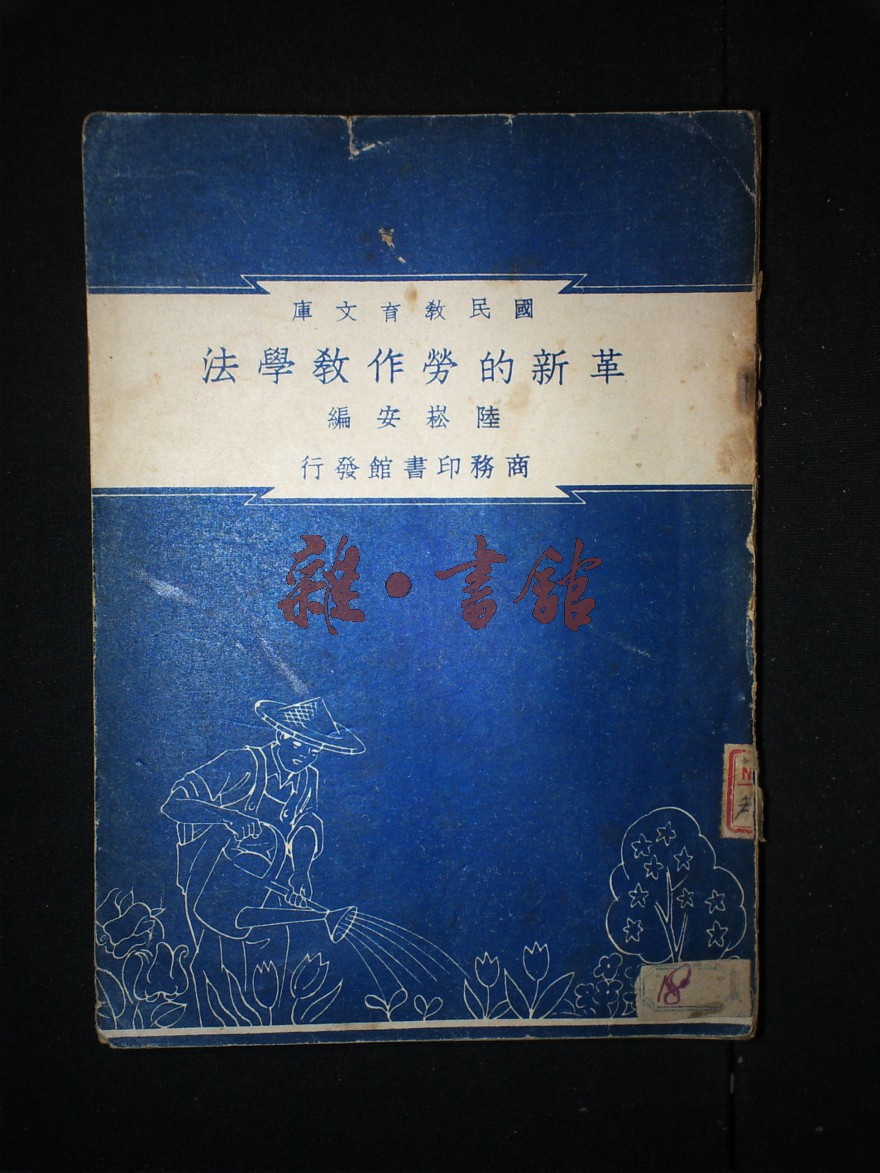 國民教育文庫
革新的勞作教學法
陸崧安編
商務印書館發行
雜·書館
N
18